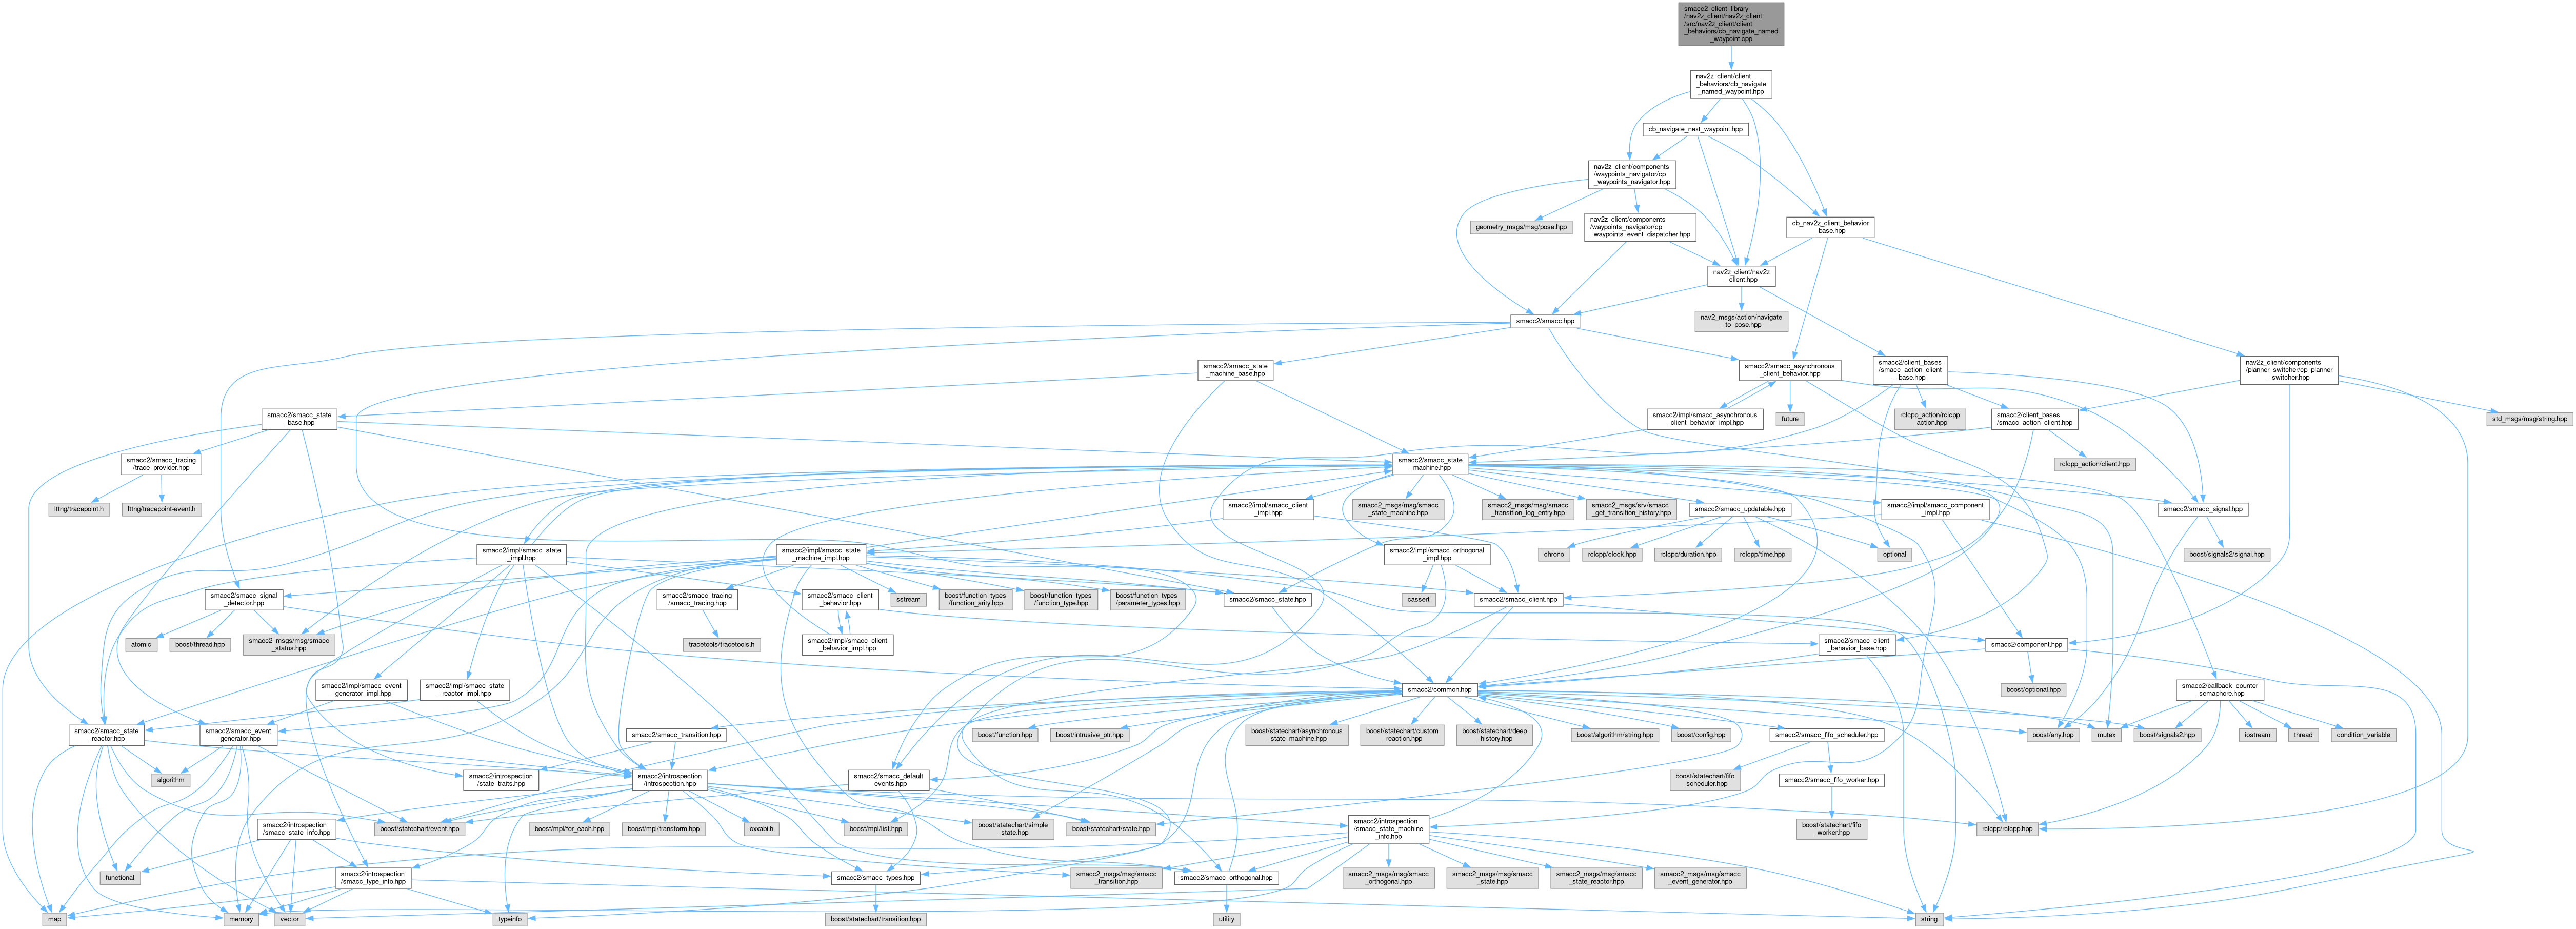 smacc2_client_library
/nav2z_client/nav2z_client
/src/nav2z_client/client
_behaviors/cb_navigate_named
_waypoint.cpp
nav2z_client/client
_behaviors/cb_navigate
_named_waypoint.hpp
cb_navigate_next_waypoint.hpp
nav2z_client/components
/waypoints_navigator/cp
_waypoints_navigator.hpp
geometry_msgs/msg/pose.hpp
nav2z_client/components
/waypoints_navigator/cp
_waypoints_event_dispatcher.hpp
cb_nav2z_client_behavior
_base.hpp
nav2z_client/nav2z
_client.hpp
smacc2/smacc.hpp
nav2_msgs/action/navigate
_to_pose.hpp
smacc2/smacc_state
_machine_base.hpp
smacc2/smacc_asynchronous
_client_behavior.hpp
smacc2/client_bases
/smacc_action_client
_base.hpp
nav2z_client/components
/planner_switcher/cp_planner
_switcher.hpp
smacc2/smacc_state
_base.hpp
smacc2/impl/smacc_asynchronous
_client_behavior_impl.hpp
future
rclcpp_action/rclcpp
_action.hpp
smacc2/client_bases
/smacc_action_client.hpp
std_msgs/msg/string.hpp
smacc2/smacc_tracing
/trace_provider.hpp
smacc2/smacc_state
_machine.hpp
rclcpp_action/client.hpp
lttng/tracepoint.h
lttng/tracepoint-event.h
smacc2/impl/smacc_client
_impl.hpp
smacc2_msgs/msg/smacc
_state_machine.hpp
smacc2_msgs/msg/smacc
_transition_log_entry.hpp
smacc2_msgs/srv/smacc
_get_transition_history.hpp
smacc2/smacc_updatable.hpp
smacc2/impl/smacc_component
_impl.hpp
smacc2/smacc_signal.hpp
smacc2/impl/smacc_state
_impl.hpp
smacc2/impl/smacc_state
_machine_impl.hpp
smacc2/impl/smacc_orthogonal
_impl.hpp
chrono
rclcpp/clock.hpp
rclcpp/duration.hpp
rclcpp/time.hpp
optional
boost/signals2/signal.hpp
smacc2/smacc_signal
_detector.hpp
smacc2/smacc_client
_behavior.hpp
smacc2/smacc_tracing
/smacc_tracing.hpp
sstream
boost/function_types
/function_arity.hpp
boost/function_types
/function_type.hpp
boost/function_types
/parameter_types.hpp
smacc2/smacc_state.hpp
cassert
smacc2/smacc_client.hpp
atomic
boost/thread.hpp
smacc2_msgs/msg/smacc
_status.hpp
smacc2/impl/smacc_client
_behavior_impl.hpp
tracetools/tracetools.h
smacc2/smacc_client
_behavior_base.hpp
smacc2/component.hpp
smacc2/impl/smacc_event
_generator_impl.hpp
smacc2/impl/smacc_state
_reactor_impl.hpp
smacc2/common.hpp
boost/optional.hpp
smacc2/callback_counter
_semaphore.hpp
smacc2/smacc_state
_reactor.hpp
smacc2/smacc_event
_generator.hpp
smacc2/smacc_transition.hpp
boost/function.hpp
boost/intrusive_ptr.hpp
boost/statechart/asynchronous
_state_machine.hpp
boost/statechart/custom
_reaction.hpp
boost/statechart/deep
_history.hpp
boost/algorithm/string.hpp
boost/config.hpp
smacc2/smacc_fifo_scheduler.hpp
boost/any.hpp
mutex
boost/signals2.hpp
iostream
thread
condition_variable
algorithm
smacc2/introspection
/state_traits.hpp
smacc2/introspection
/introspection.hpp
smacc2/smacc_default
_events.hpp
boost/statechart/fifo
_scheduler.hpp
smacc2/smacc_fifo_worker.hpp
smacc2/introspection
/smacc_state_info.hpp
boost/statechart/event.hpp
boost/mpl/for_each.hpp
boost/mpl/transform.hpp
cxxabi.h
boost/mpl/list.hpp
boost/statechart/simple
_state.hpp
boost/statechart/state.hpp
smacc2/introspection
/smacc_state_machine
_info.hpp
boost/statechart/fifo
_worker.hpp
rclcpp/rclcpp.hpp
functional
smacc2/introspection
/smacc_type_info.hpp
smacc2/smacc_types.hpp
smacc2_msgs/msg/smacc
_transition.hpp
smacc2/smacc_orthogonal.hpp
smacc2_msgs/msg/smacc
_orthogonal.hpp
smacc2_msgs/msg/smacc
_state.hpp
smacc2_msgs/msg/smacc
_state_reactor.hpp
smacc2_msgs/msg/smacc
_event_generator.hpp
map
memory
vector
typeinfo
boost/statechart/transition.hpp
utility
string